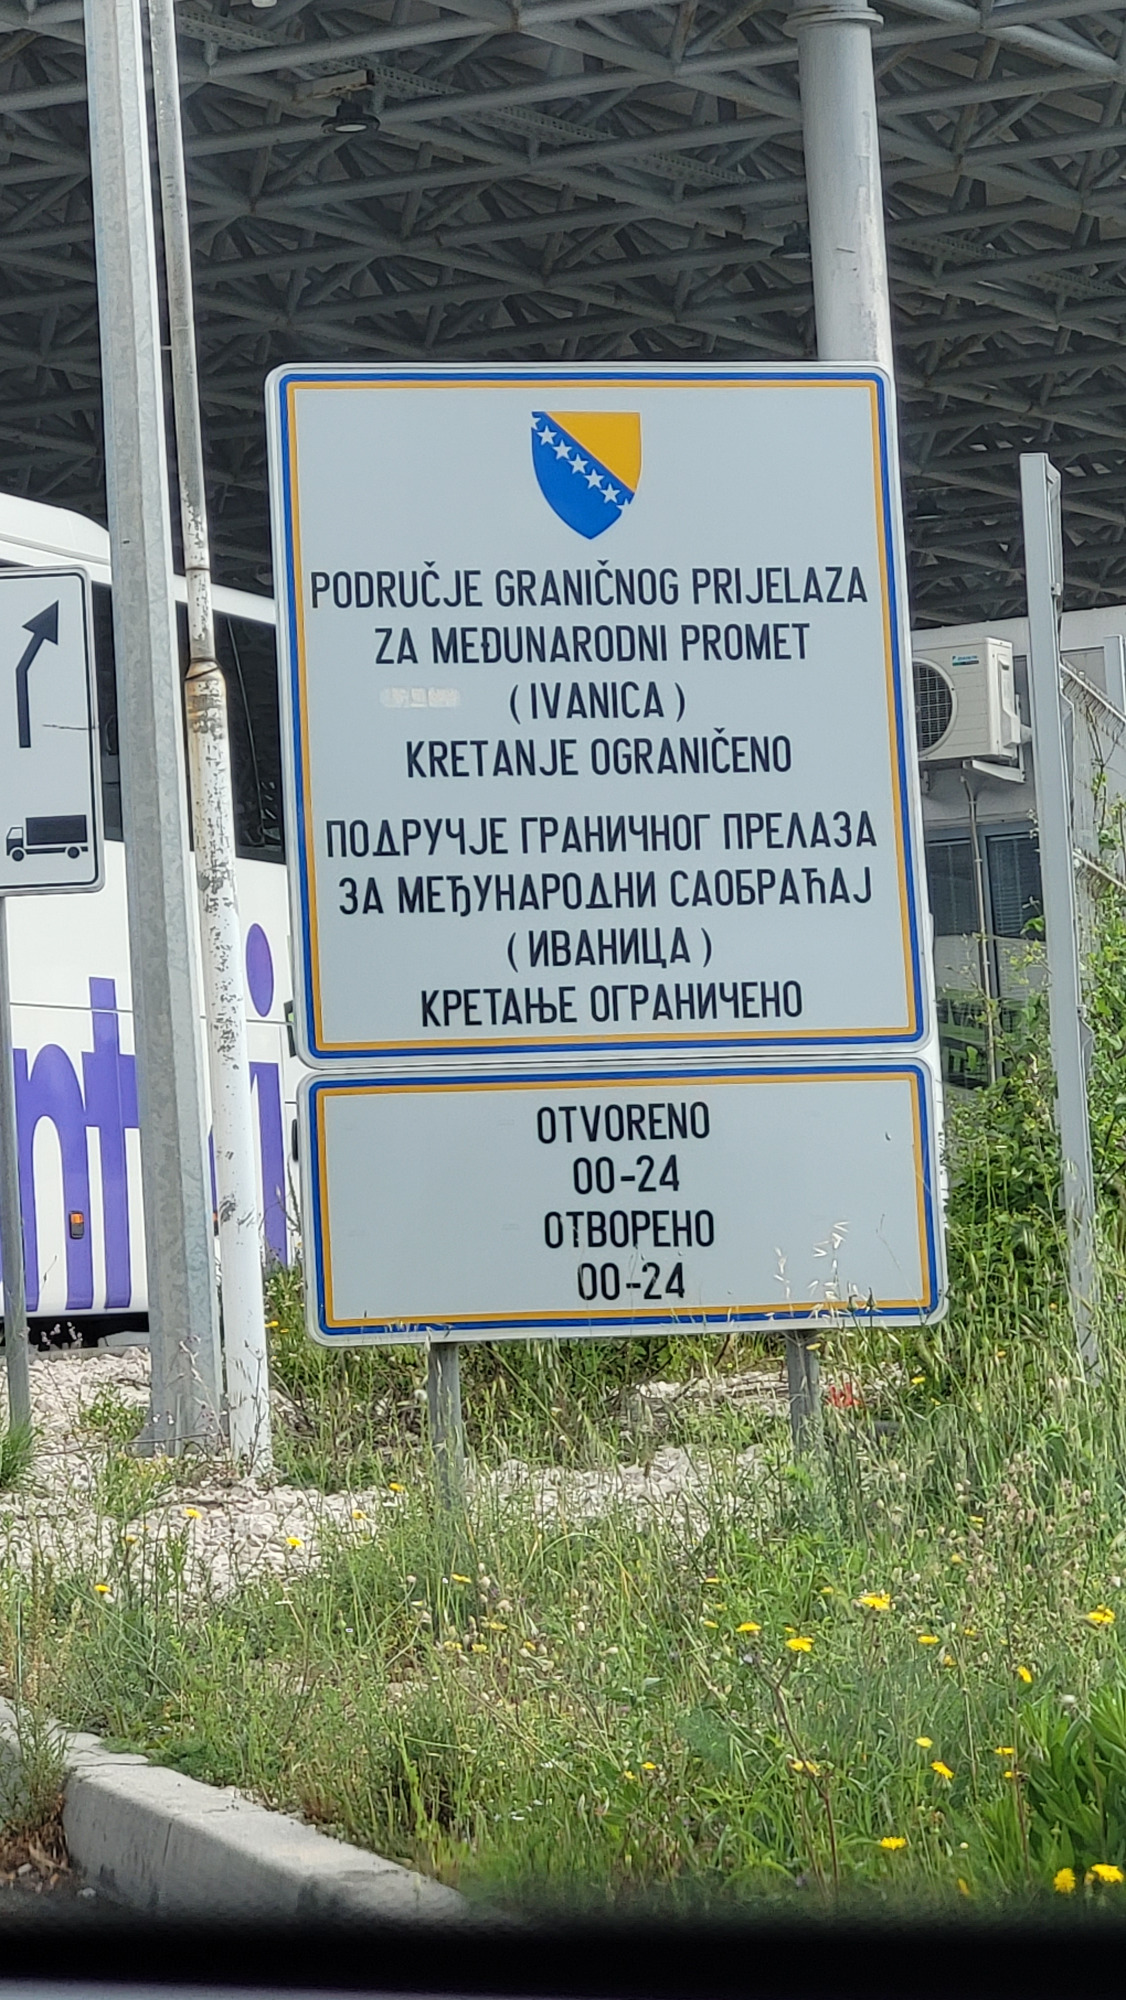 PODRUČJE GRANIČNOG PRIJELAZA
ZA MEĐUNARODNI PROMET
( IVANICA )
KRETANJE OGRANIČENO
ПОДРУЧЈЕ ГРАНИЧНОГ ПРЕЛАЗА
ЗА МЕЂУНАРОДНИ САОБРАЋАЈ
( ИВАНИЦА )
КРЕТАЊЕ ОГРАНИЧЕНО
OTVORENO
00-24
ОТВОРЕНО
00-24